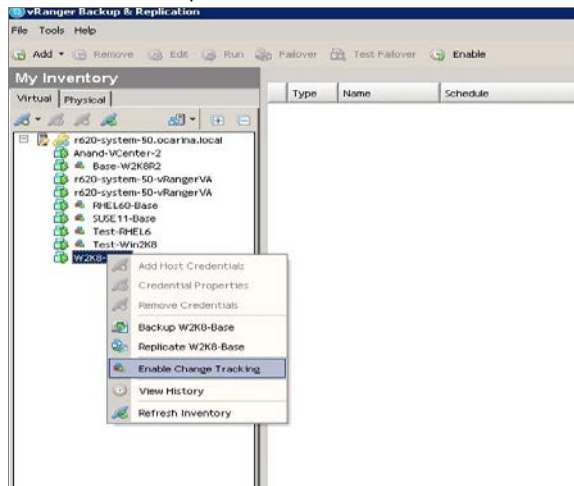 vRanger Backup & Replication
File Tools Help
Add Remove Edit Run Failover Test Failover Enable
My Inventory
Virtual Physical
Type Name Schedule
r620-system-50.ocarina.local
Anand-VCenter-2
Base-W2K8R2
r620-system-50-vRangerVA
r620-system-50-vRangerVA
RHEL60-Base
SUSE11-Base
Test-RHEL6
Test-Win2K8
W2K8-
Add Host Credentials
Credential Properties
Remove Credentials
Backup W2K8-Base
Replicate W2K8-Base
Enable Change Tracking
View History
Refresh Inventory